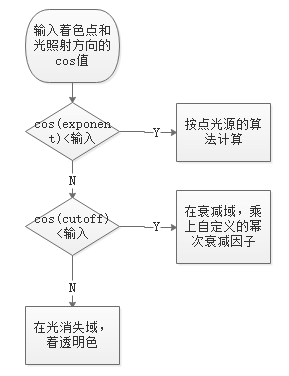 输入着色点和
光照射方向的
cos值
cos(exponen
t)<输入
Y
按点光源的算
法计算
N
cos(cutoff)
<输入
Y
在衰减域，乘
上自定义的幂
次衰减因子
N
在光消失域，
着透明色